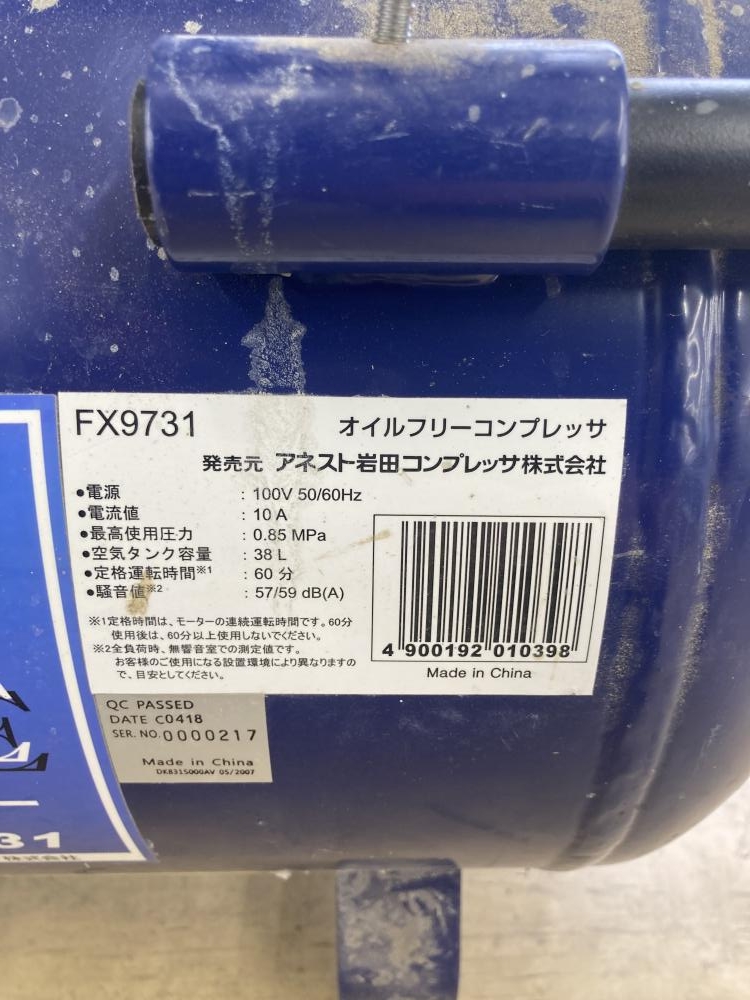 FX9731 オイルフリーコンプレッサ
発売元 アネスト岩田コンプレッサ株式会社
●電源 : 100V 50/60Hz
●電流値 : 10 A
●最高使用圧力 : 0.85 MPa
●空気タンク容量 : 38 L
●定格運転時間※1 : 60 分
●騒音値※2 : 57/59 dB(A)
※1定格時間は、モーターの連続運転時間です。60分
使用後は、60分以上使用しないでください。
※2全負荷時、無響音室での測定値です。
お客様のご使用になる設置環境により異なりますの
で、目安としてください。
4 900192 010398
Made in China
QC PASSED
DATE C0418
SER. NO.0000217
Made in China
DK831S000AV 05/2007
31
株式会社